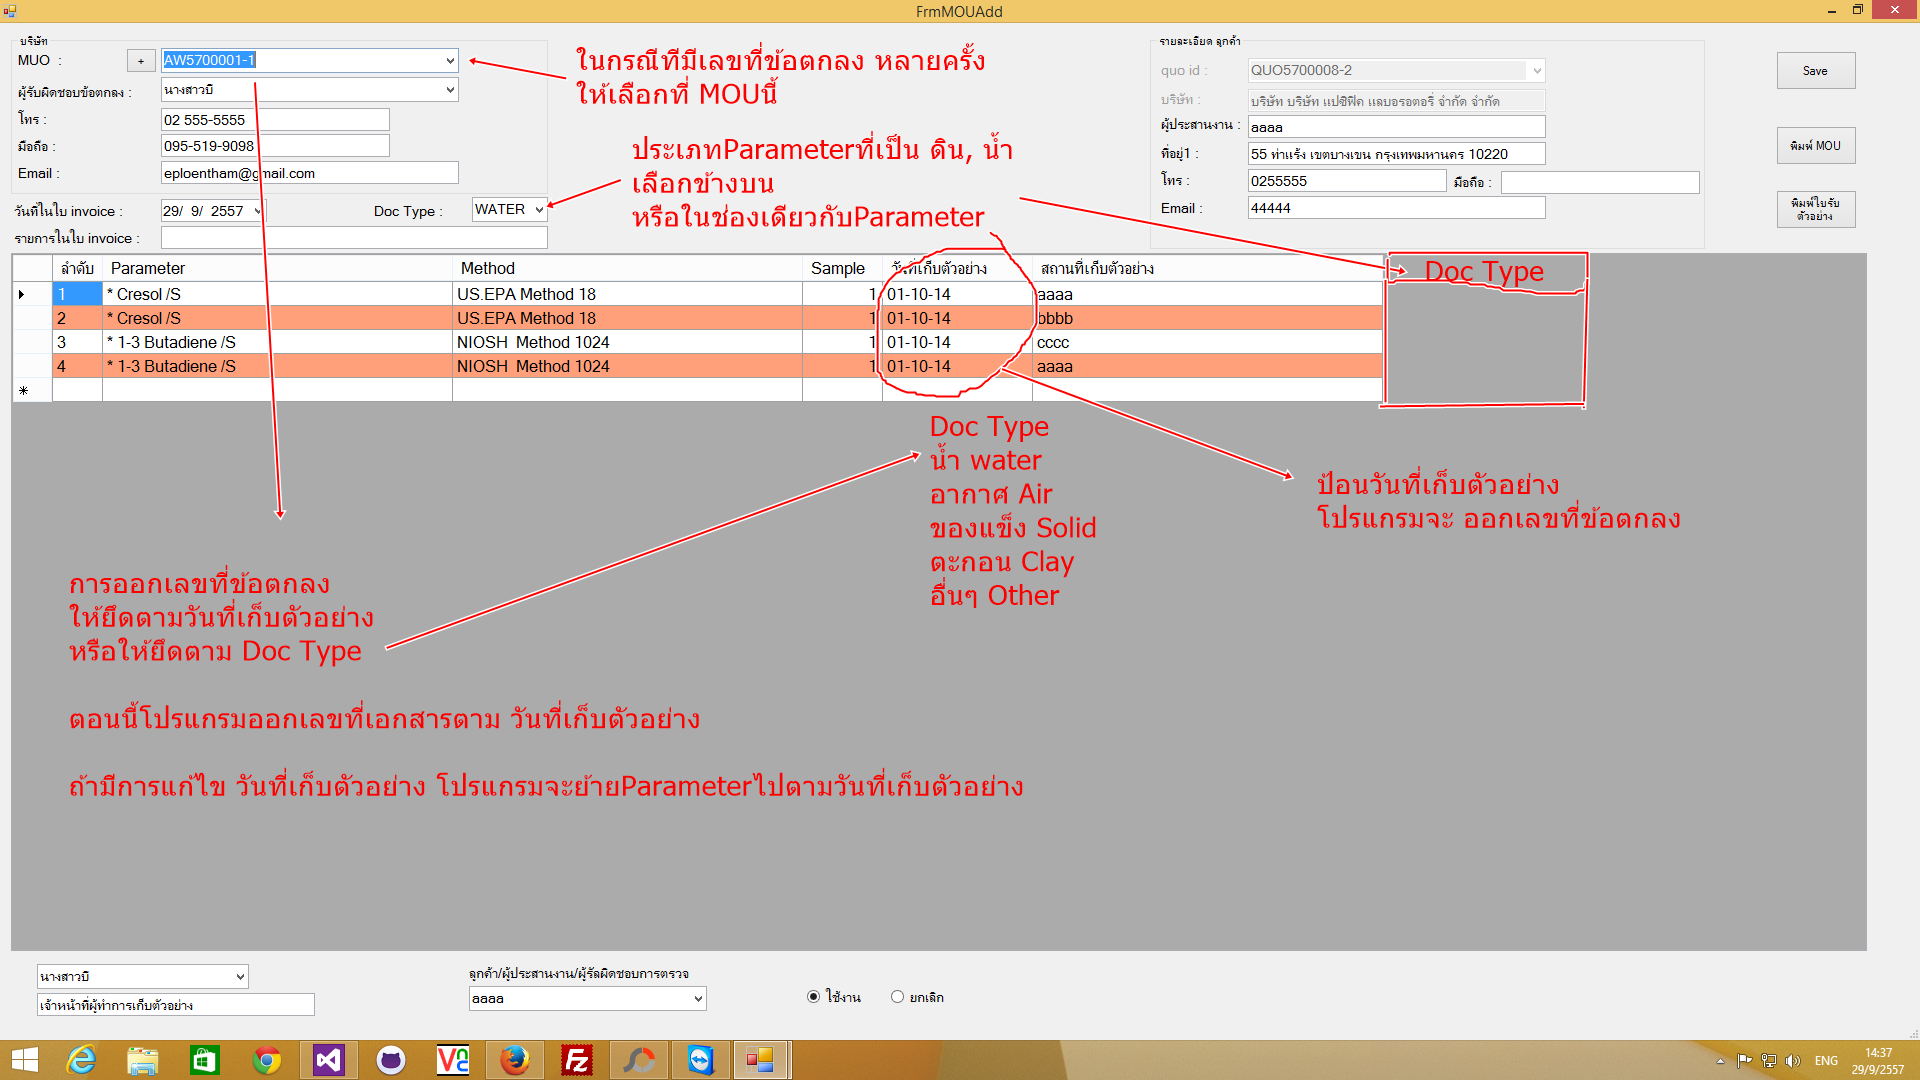 FrmMOUAdd
บริษัท
MUO :
+
AW5700001-1
ผู้รับผิดชอบข้อตกลง :
นางสาวบี
โทร :
02 555-5555
มือถือ :
095-519-9098
Email :
eploentham@gmail.com
วันที่ในใบ invoice :
29/ 9/ 2557
Doc Type :
WATER
รายการในใบ invoice :
ในกรณีทีมีเลขที่ข้อตกลง หลายครั้ง
ให้เลือกที่ MOUนี้
ประเภทParameterที่เป็น ดิน, น้ำ
เลือกข้างบน
หรือในช่องเดียวกับParameter
รายละเอียด ลูกค้า
quo id :
QUO5700008-2
บริษัท :
บริษัท บริษัท แปซิฟิค แลบอรอตอรี่ จำกัด จำกัด
ผู้ประสานงาน :
aaaa
ที่อยู่1 :
55 ท่าแร้ง เขตบางเขน กรุงเทพมหานคร 10220
โทร :
0255555
มือถือ :
Email :
44444
Save
พิมพ์ MOU
พิมพ์ใบรับ
ตัวอย่าง
ลำดับ Parameter Method Sample วันที่เก็บตัวอย่าง สถานที่เก็บตัวอย่าง
Doc Type
1 * Cresol /S US.EPA Method 18 1 01-10-14 aaaa
2 * Cresol /S US.EPA Method 18 1 01-10-14 bbbb
3 * 1-3 Butadiene /S NIOSH Method 1024 1 01-10-14 cccc
4 * 1-3 Butadiene /S NIOSH Method 1024 1 01-10-14 aaaa
Doc Type
น้ำ water
อากาศ Air
ของแข็ง Solid
ตะกอน Clay
อื่นๆ Other
ป้อนวันที่เก็บตัวอย่าง
โปรแกรมจะ ออกเลขที่ข้อตกลง
การออกเลขที่ข้อตกลง
ให้ยึดตามวันที่เก็บตัวอย่าง
หรือให้ยึดตาม Doc Type
ตอนนี้โปรแกรมออกเลขที่เอกสารตาม วันที่เก็บตัวอย่าง
ถ้ามีการแก้ไข วันที่เก็บตัวอย่าง โปรแกรมจะย้ายParameterไปตามวันที่เก็บตัวอย่าง
นางสาวบี
เจ้าหน้าที่ผู้ทำการเก็บตัวอย่าง
ลูกค้า/ผู้ประสานงาน/ผู้รัลผิดชอบการตรวจ
aaaa
ใช้งาน
ยกเลิก
ENG
14:37
29/9/2557